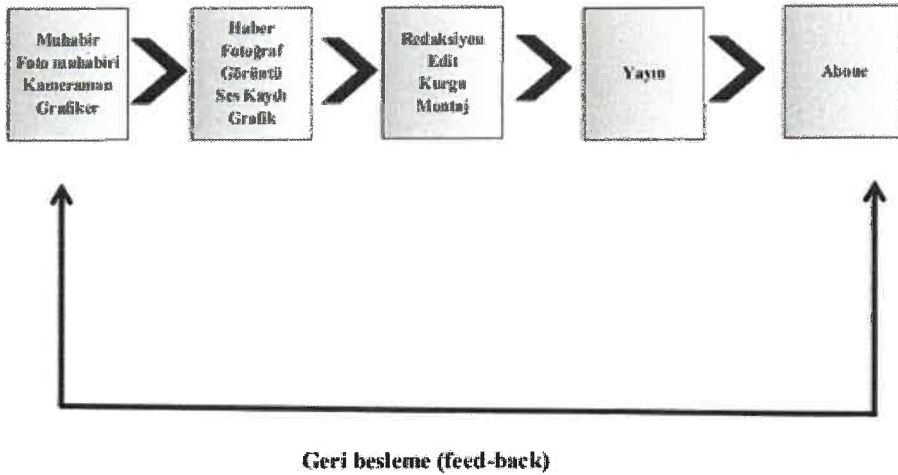 Muhabir
Foto muhabiri
Kameraman
Grafiker
Haber
Fotoğraf
Görüntü
Ses Kaydı
Grafik
Redaksiyon
Edit
Kurgu
Montaj
Yayın
Abone
Geri besleme (feed-back)